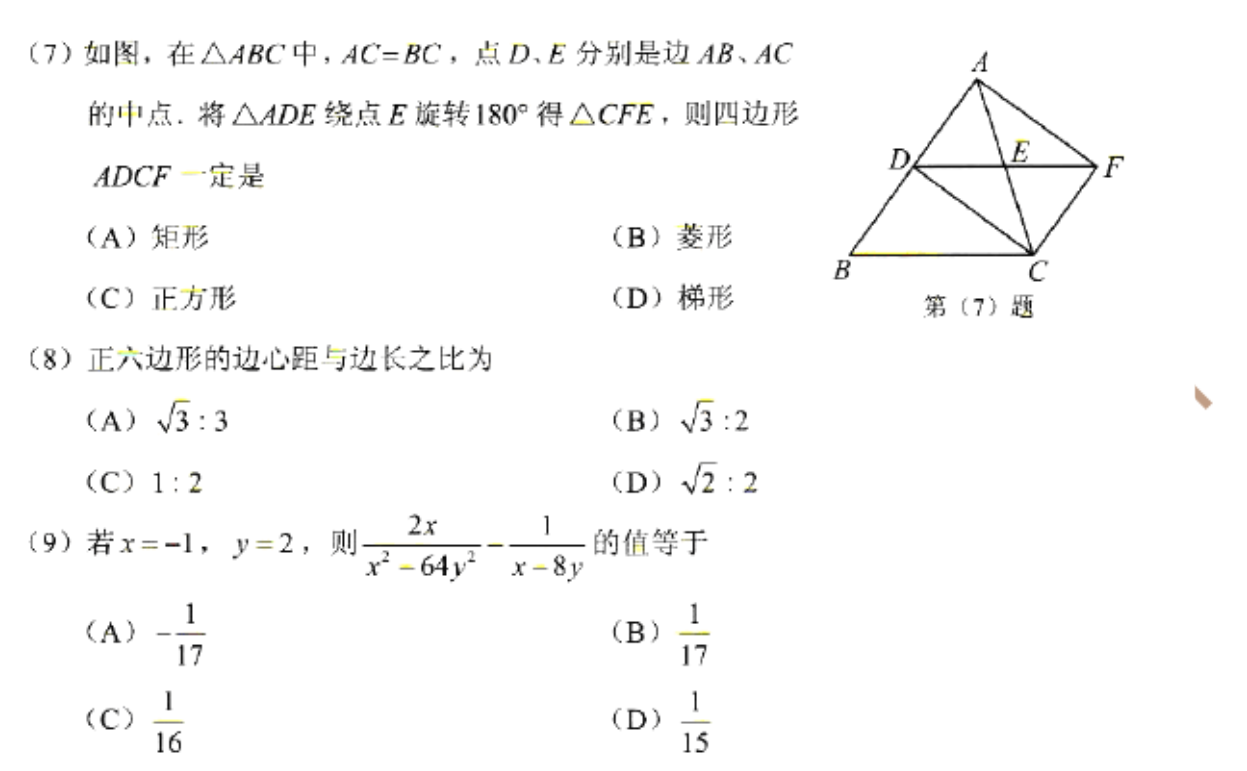 (7) 如图，在△ABC中，AC=BC，点D、E分别是边AB、AC
的中点．将△ADE绕点E旋转180°得△CFE，则四边形
ADCF一定是
(A) 矩形 (B) 菱形
(C) 正方形 (D) 梯形
A
D E F
B C
第（7）题
(8) 正六边形的边心距与边长之比为
(A) √3 : 3 (B) √3 : 2
(C) 1 : 2 (D) √2 : 2
(9) 若x=−1，y=2，则2x/(x²−64y²) − 1/(x−8y)的值等于
(A) −1/17 (B) 1/17
(C) 1/16 (D) 1/15